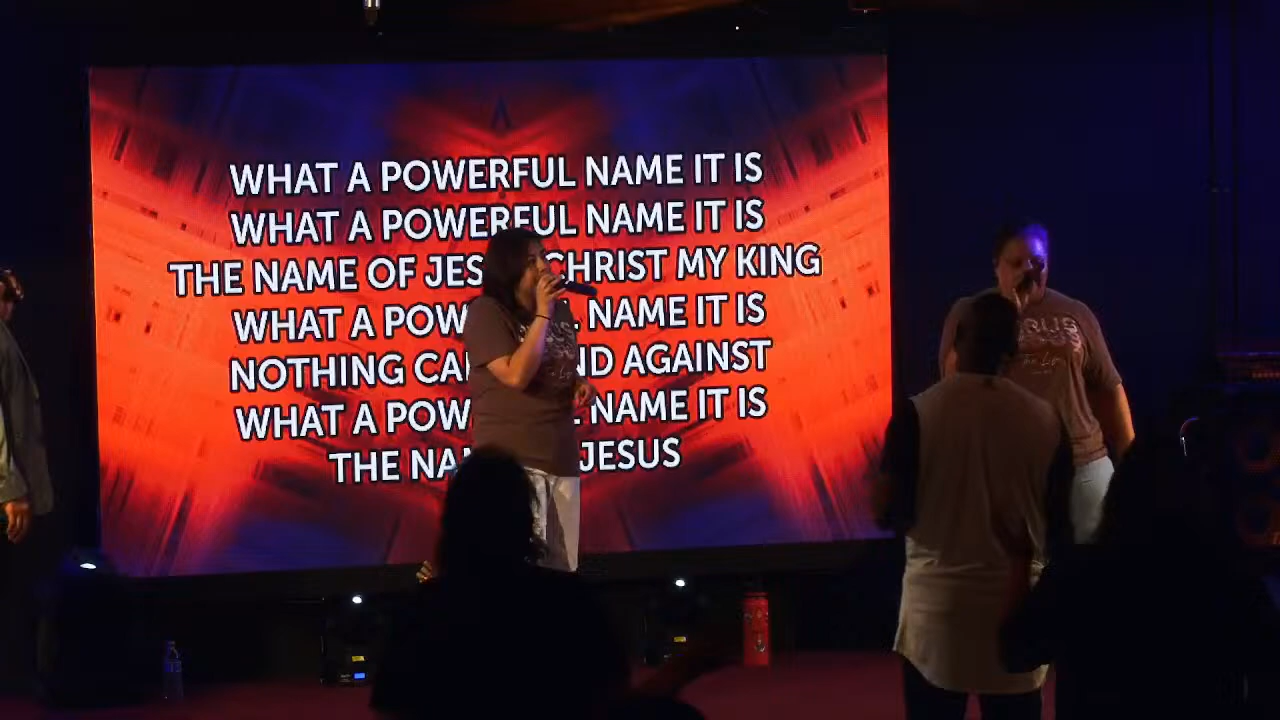 WHAT A POWERFUL NAME IT IS
WHAT A POWERFUL NAME IT IS
THE NAME OF JES CHRIST MY KING
WHAT A POW NAME IT IS
NOTHING CA ND AGAINST
WHAT A POW NAME IT IS
THE NA JESUS